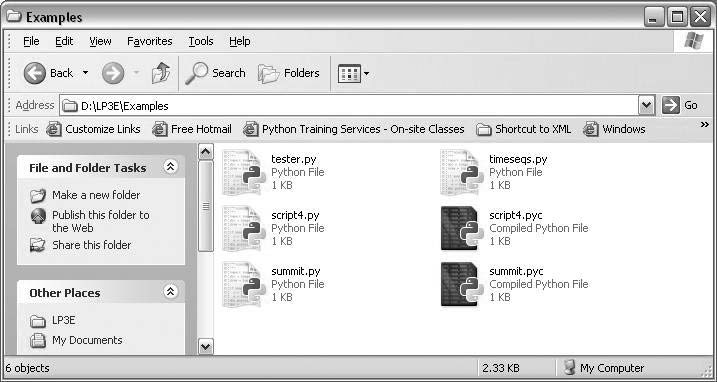 Examples
File Edit View Favorites Tools Help
Back Search Folders
Address D:\LP3E\Examples Go
Links Customize Links Free Hotmail Python Training Services - On-site Classes Shortcut to XML Windows »
File and Folder Tasks
Make a new folder
Publish this folder to
the Web
Share this folder
Other Places
LP3E
My Documents
tester.py
Python File
1 KB
timeseqs.py
Python File
1 KB
script4.py
Python File
1 KB
script4.pyc
Compiled Python File
1 KB
summit.py
Python File
1 KB
summit.pyc
Compiled Python File
1 KB
6 objects 2.33 KB My Computer